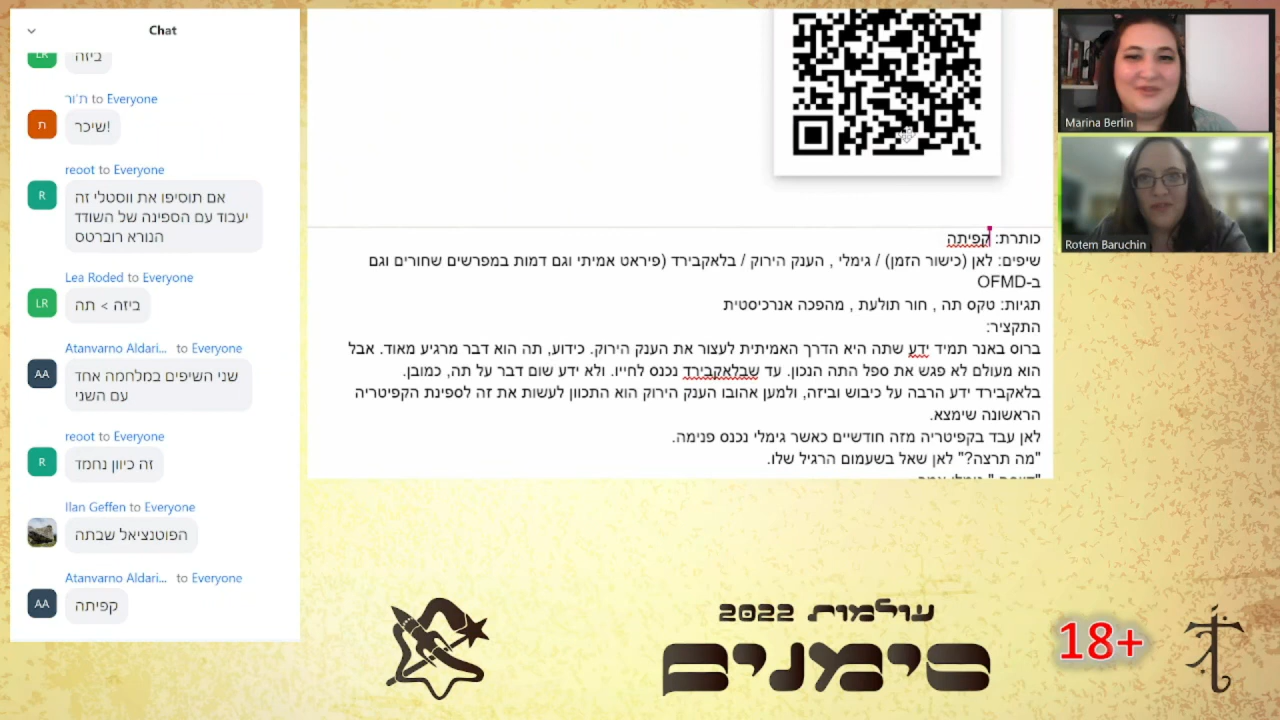 Chat
LR
ביזה
ת'ור to Everyone
ת
שיכר!
reoot to Everyone
R
אם תוסיפו את ווסטלי זה
יעבוד עם הספינה של השודד
הנורא רוברטס
Lea Roded to Everyone
LR
ביזה > תה
Atanvarno Aldari... to Everyone
AA
שני השיפים במלחמה אחד
עם השני
reoot to Everyone
R
זה כיוון נחמד
Ilan Geffen to Everyone
הפוטנציאל שבתה
Atanvarno Aldari... to Everyone
AA
קפיתה
כותרת: קפיתה
שיפים: לאן (כישור הזמן) / גימלי , הענק הירוק / בלאקבירד (פיראט אמיתי וגם דמות במפרשים שחורים וגם
ב-OFMD
תגיות: טקס תה , חור תולעת , מהפכה אנרכיסטית
התקציר:
ברוס באנר תמיד ידע שתה היא הדרך האמיתית לעצור את הענק הירוק. כידוע, תה הוא דבר מרגיע מאוד. אבל
הוא מעולם לא פגש את ספל התה הנכון. עד שבלאקבירד נכנס לחייו. ולא ידע שום דבר על תה, כמובן.
בלאקבירד ידע הרבה על כיבוש וביזה, ולמען אהובו הענק הירוק הוא התכוון לעשות את זה לספינת הקפיטריה
הראשונה שימצא.
לאן עבד בקפיטריה מזה חודשיים כאשר גימלי נכנס פנימה.
"מה תרצה?" לאן שאל בשעמום הרגיל שלו.
Marina Berlin
Rotem Baruchin
עולמות 2022
סימנים
18+